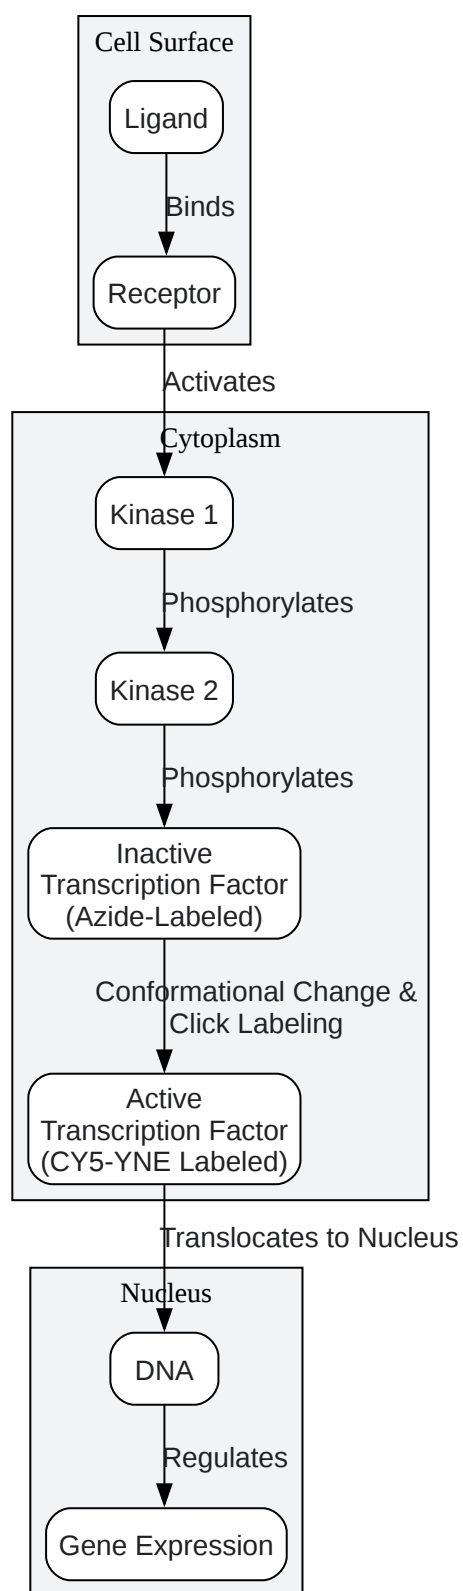 Cell Surface
Ligand
Binds
Receptor
Activates
Cytoplasm
Kinase 1
Phosphorylates
Kinase 2
Phosphorylates
Inactive
Transcription Factor
(Azide-Labeled)
Conformational Change &
Click Labeling
Active
Transcription Factor
(CY5-YNE Labeled)
Translocates to Nucleus
Nucleus
DNA
Regulates
Gene Expression